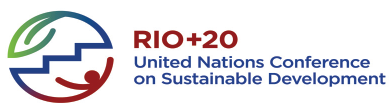 RIO+20
United Nations Conference
on Sustainable Development